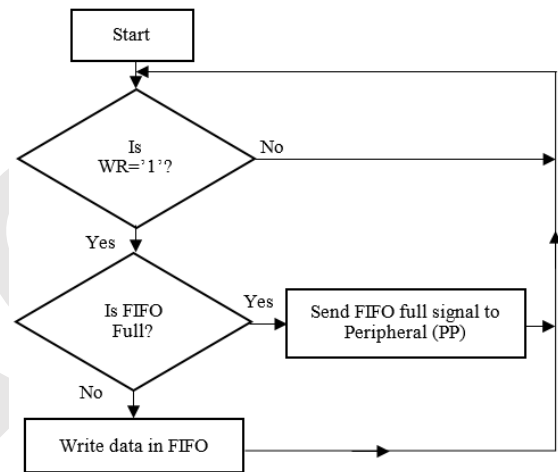 Start
Is
WR=’1’?
No
Yes
Is FIFO
Full?
Yes
Send FIFO full signal to
Peripheral (PP)
No
Write data in FIFO